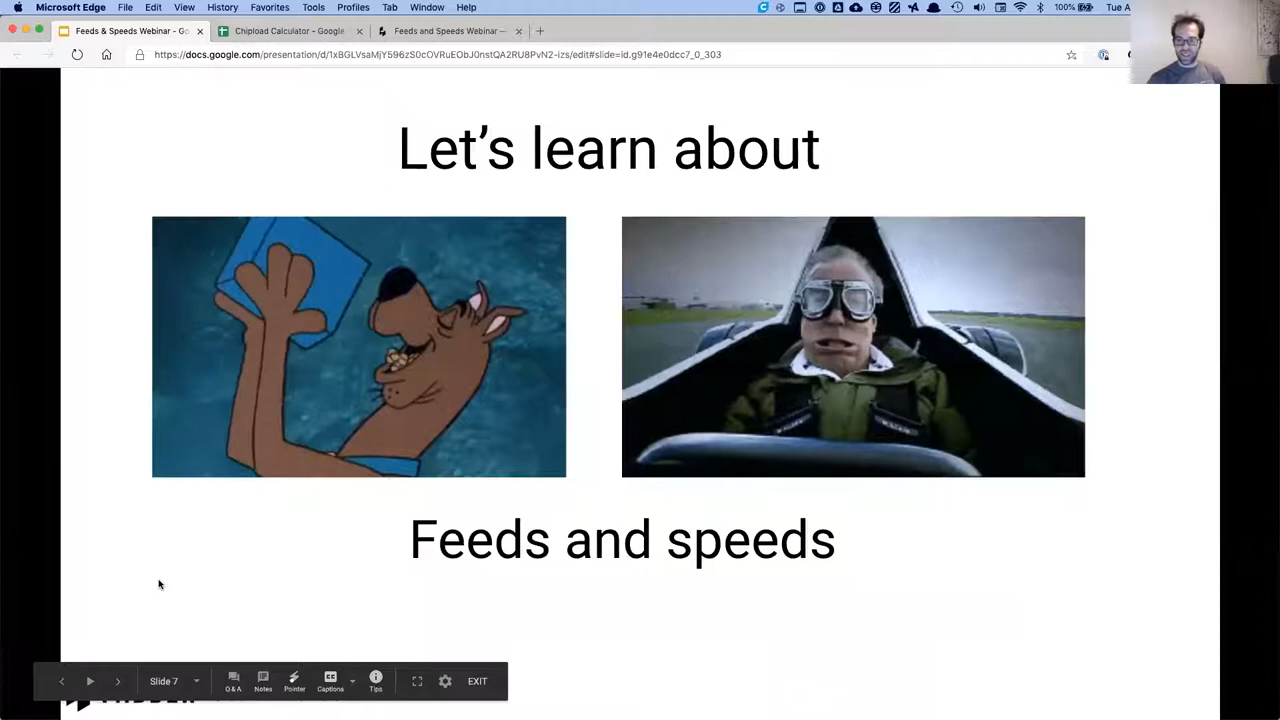 Microsoft Edge File Edit View History Favorites Tools Profiles Tab Window Help 100% Tue A
Feeds & Speeds Webinar - Go Chipload Calculator - Google Feeds and Speeds Webinar —
https://docs.google.com/presentation/d/1xBGLVsaMjY596zS0cOVRuEObJ0nstQA2RU8PvN2-izs/edit#slide=id.g91e4e0dcc7_0_303
Let's learn about
Feeds and speeds
Slide 7 Q&A Notes Pointer Captions Tips EXIT